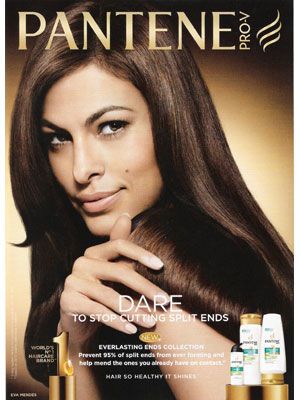 PANTENE PRO-V
DARE
TO STOP CUTTING SPLIT ENDS
NEW
EVERLASTING ENDS COLLECTION
Prevent 95% of split ends from ever forming and
help mend the ones you already have on contact.*
HAIR SO HEALTHY IT SHINES
WORLD'S
No1
HAIRCARE
BRAND
1
EVA MENDES